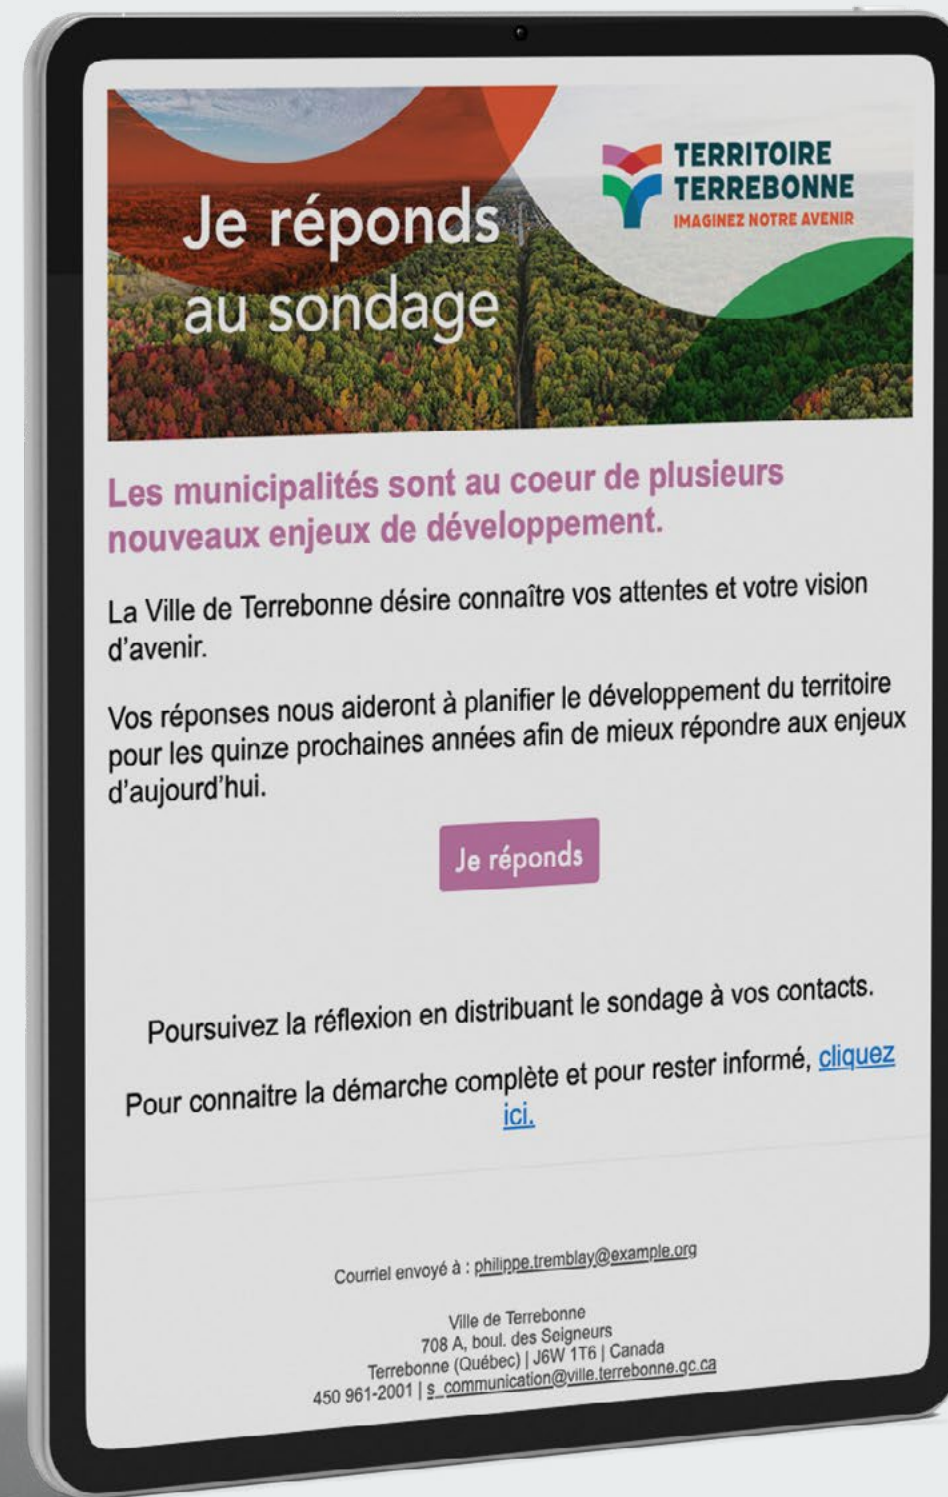 Je réponds
au sondage
TERRITOIRE
TERREBONNE
IMAGINEZ NOTRE AVENIR
Les municipalités sont au coeur de plusieurs
nouveaux enjeux de développement.
La Ville de Terrebonne désire connaître vos attentes et votre vision
d'avenir.
Vos réponses nous aideront à planifier le développement du territoire
pour les quinze prochaines années afin de mieux répondre aux enjeux
d'aujourd'hui.
Je réponds
Poursuivez la réflexion en distribuant le sondage à vos contacts.
Pour connaitre la démarche complète et pour rester informé, cliquez
ici.
Courriel envoyé à : philippe.tremblay@example.org
Ville de Terrebonne
708 A, boul. des Seigneurs
Terrebonne (Québec) | J6W 1T6 | Canada
450 961-2001 | s_communication@ville.terrebonne.qc.ca